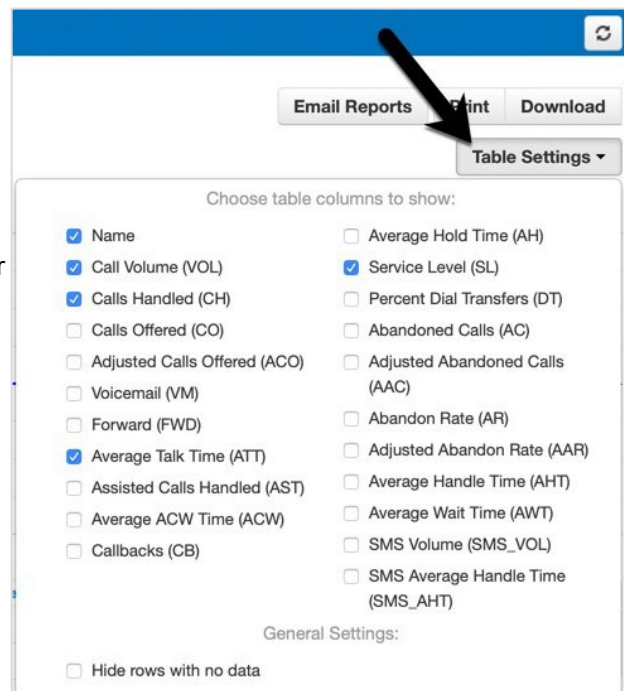 Email Reports Print Download
Table Settings
Choose table columns to show:
Name
Call Volume (VOL)
Calls Handled (CH)
Calls Offered (CO)
Adjusted Calls Offered (ACO)
Voicemail (VM)
Forward (FWD)
Average Talk Time (ATT)
Assisted Calls Handled (AST)
Average ACW Time (ACW)
Callbacks (CB)
Average Hold Time (AH)
Service Level (SL)
Percent Dial Transfers (DT)
Abandoned Calls (AC)
Adjusted Abandoned Calls
(AAC)
Abandon Rate (AR)
Adjusted Abandon Rate (AAR)
Average Handle Time (AHT)
Average Wait Time (AWT)
SMS Volume (SMS_VOL)
SMS Average Handle Time
(SMS_AHT)
General Settings:
Hide rows with no data